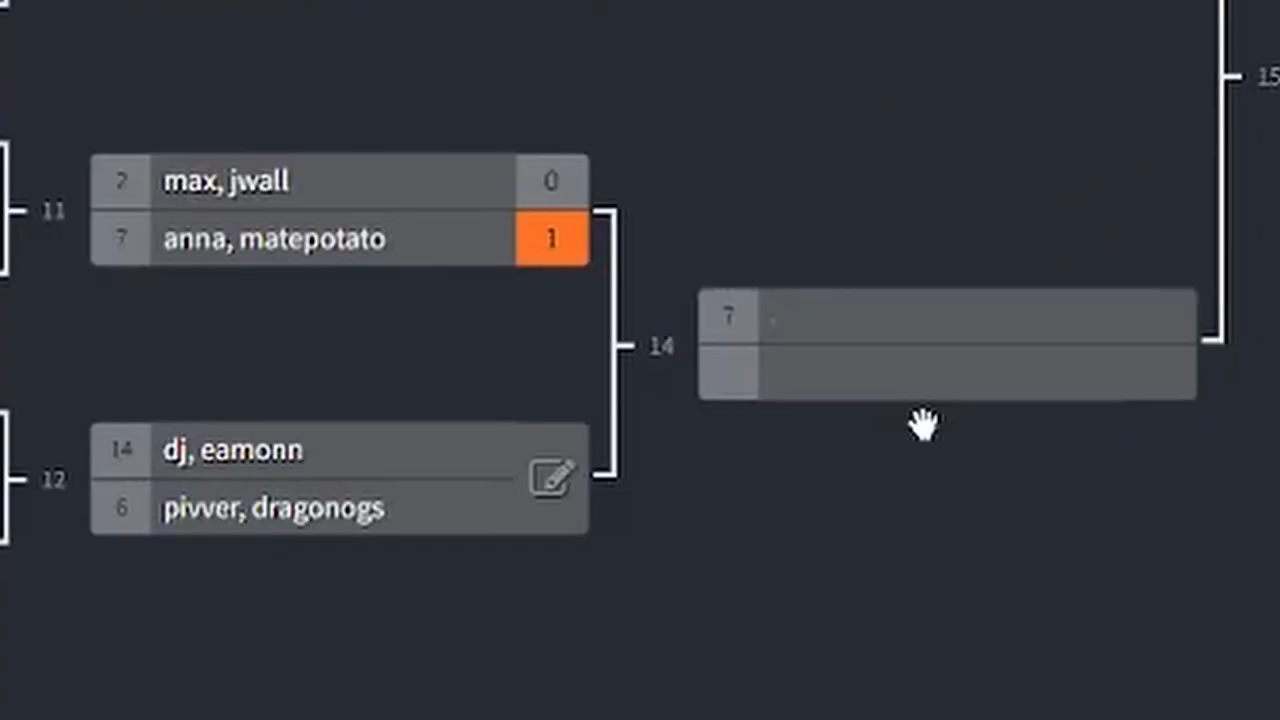 15
2 max, jwall 0
11
7 anna, matepotato 1
7
14
14 dj, eamonn
12
6 pivver, dragonogs